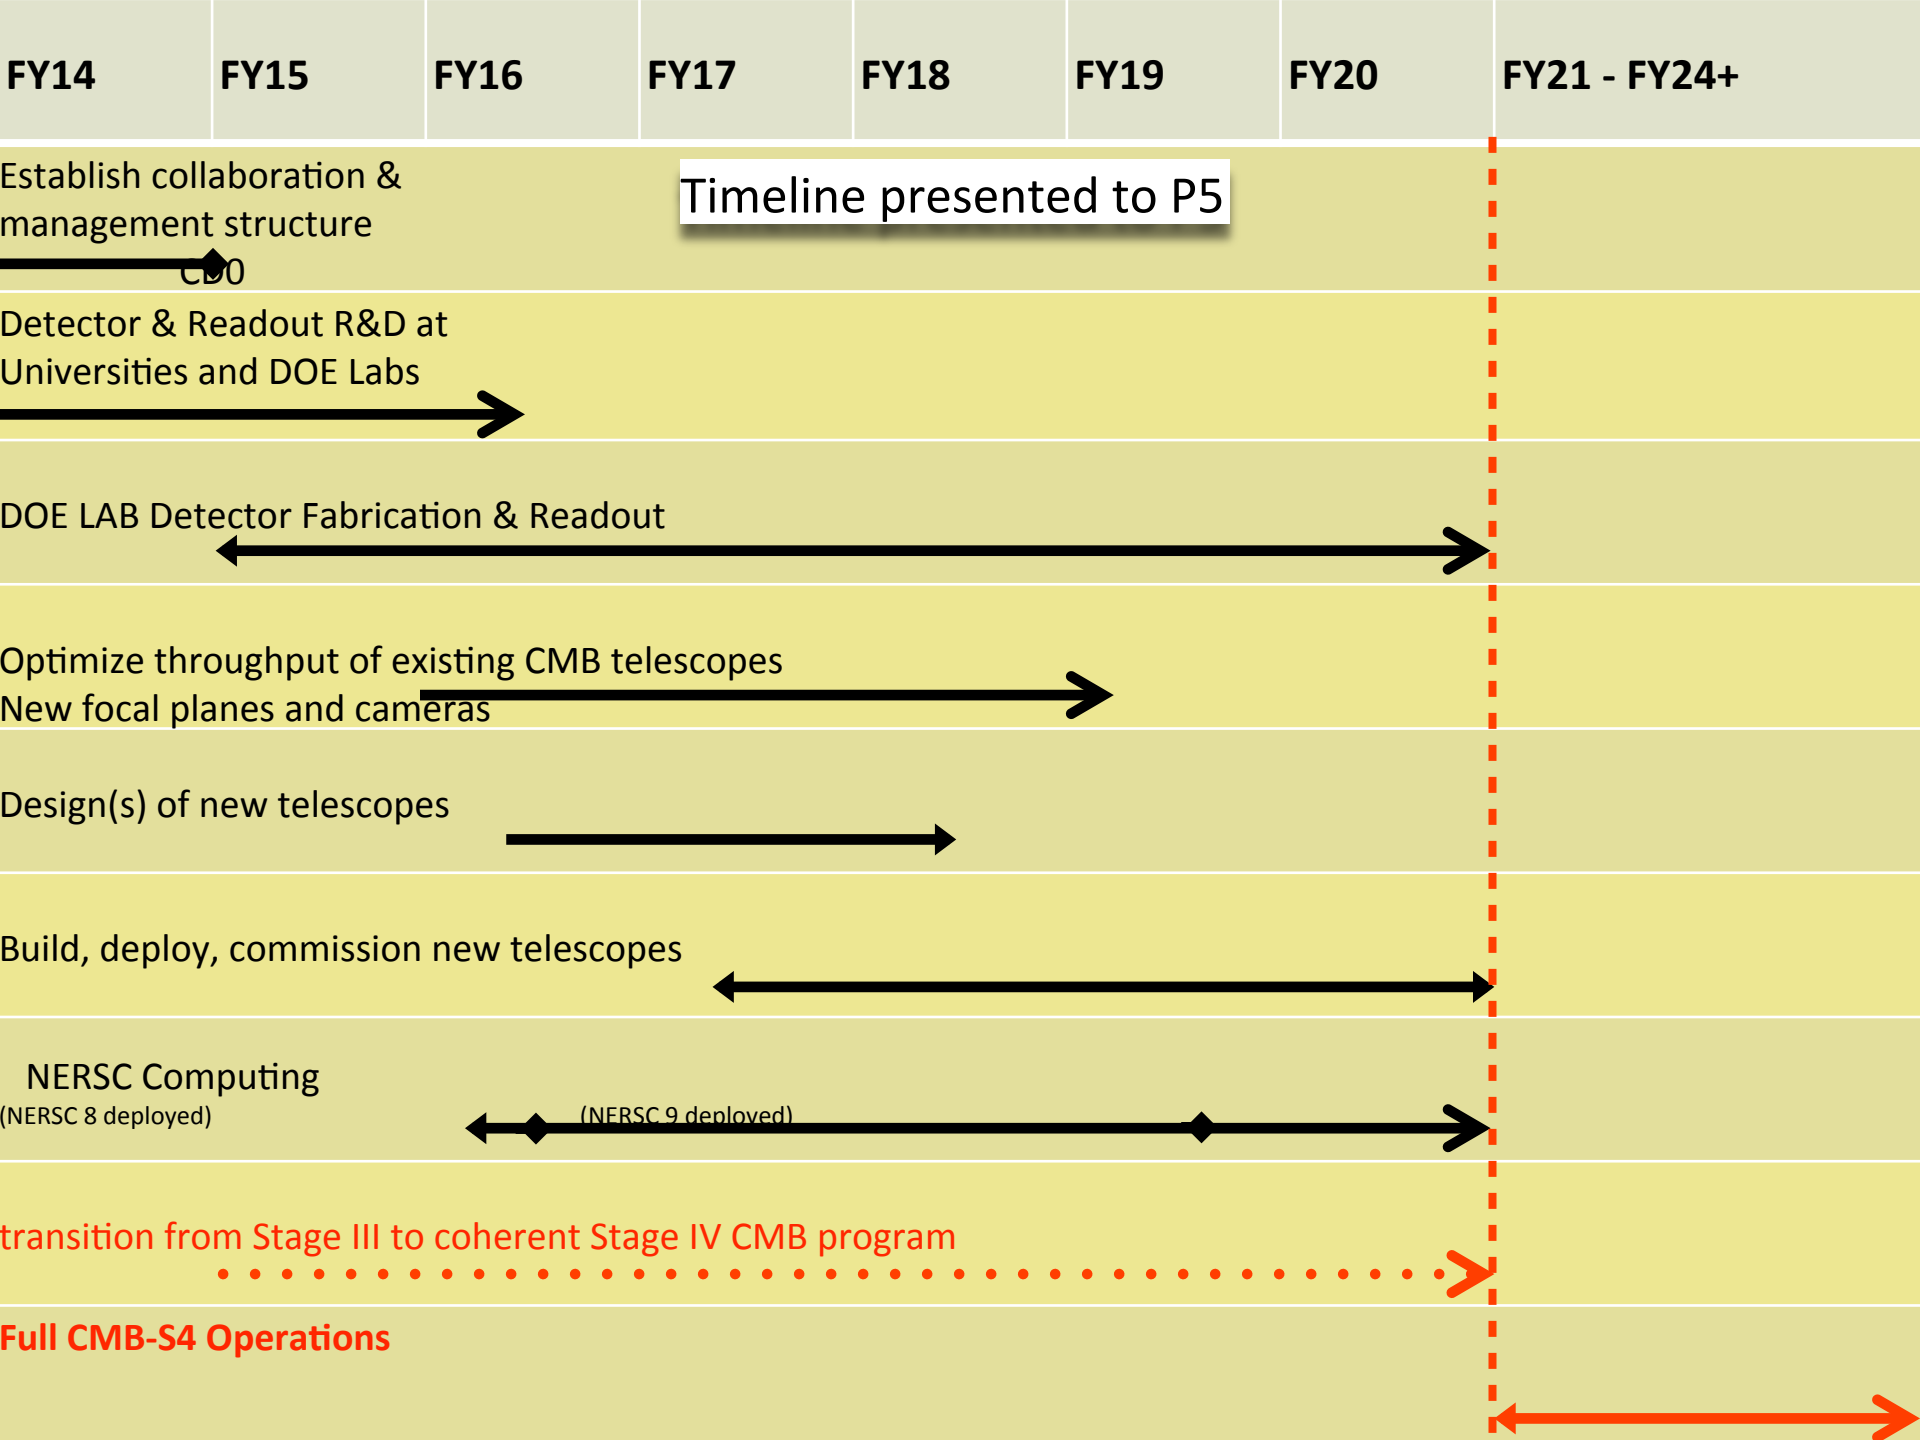 FY14 FY15 FY16 FY17 FY18 FY19 FY20 FY21 - FY24+
Establish collaboration &
management structure
CD0
Timeline presented to P5
Detector & Readout R&D at
Universities and DOE Labs
DOE LAB Detector Fabrication & Readout
Optimize throughput of existing CMB telescopes
New focal planes and cameras
Design(s) of new telescopes
Build, deploy, commission new telescopes
NERSC Computing
(NERSC 8 deployed) (NERSC 9 deployed)
transition from Stage III to coherent Stage IV CMB program
Full CMB-S4 Operations